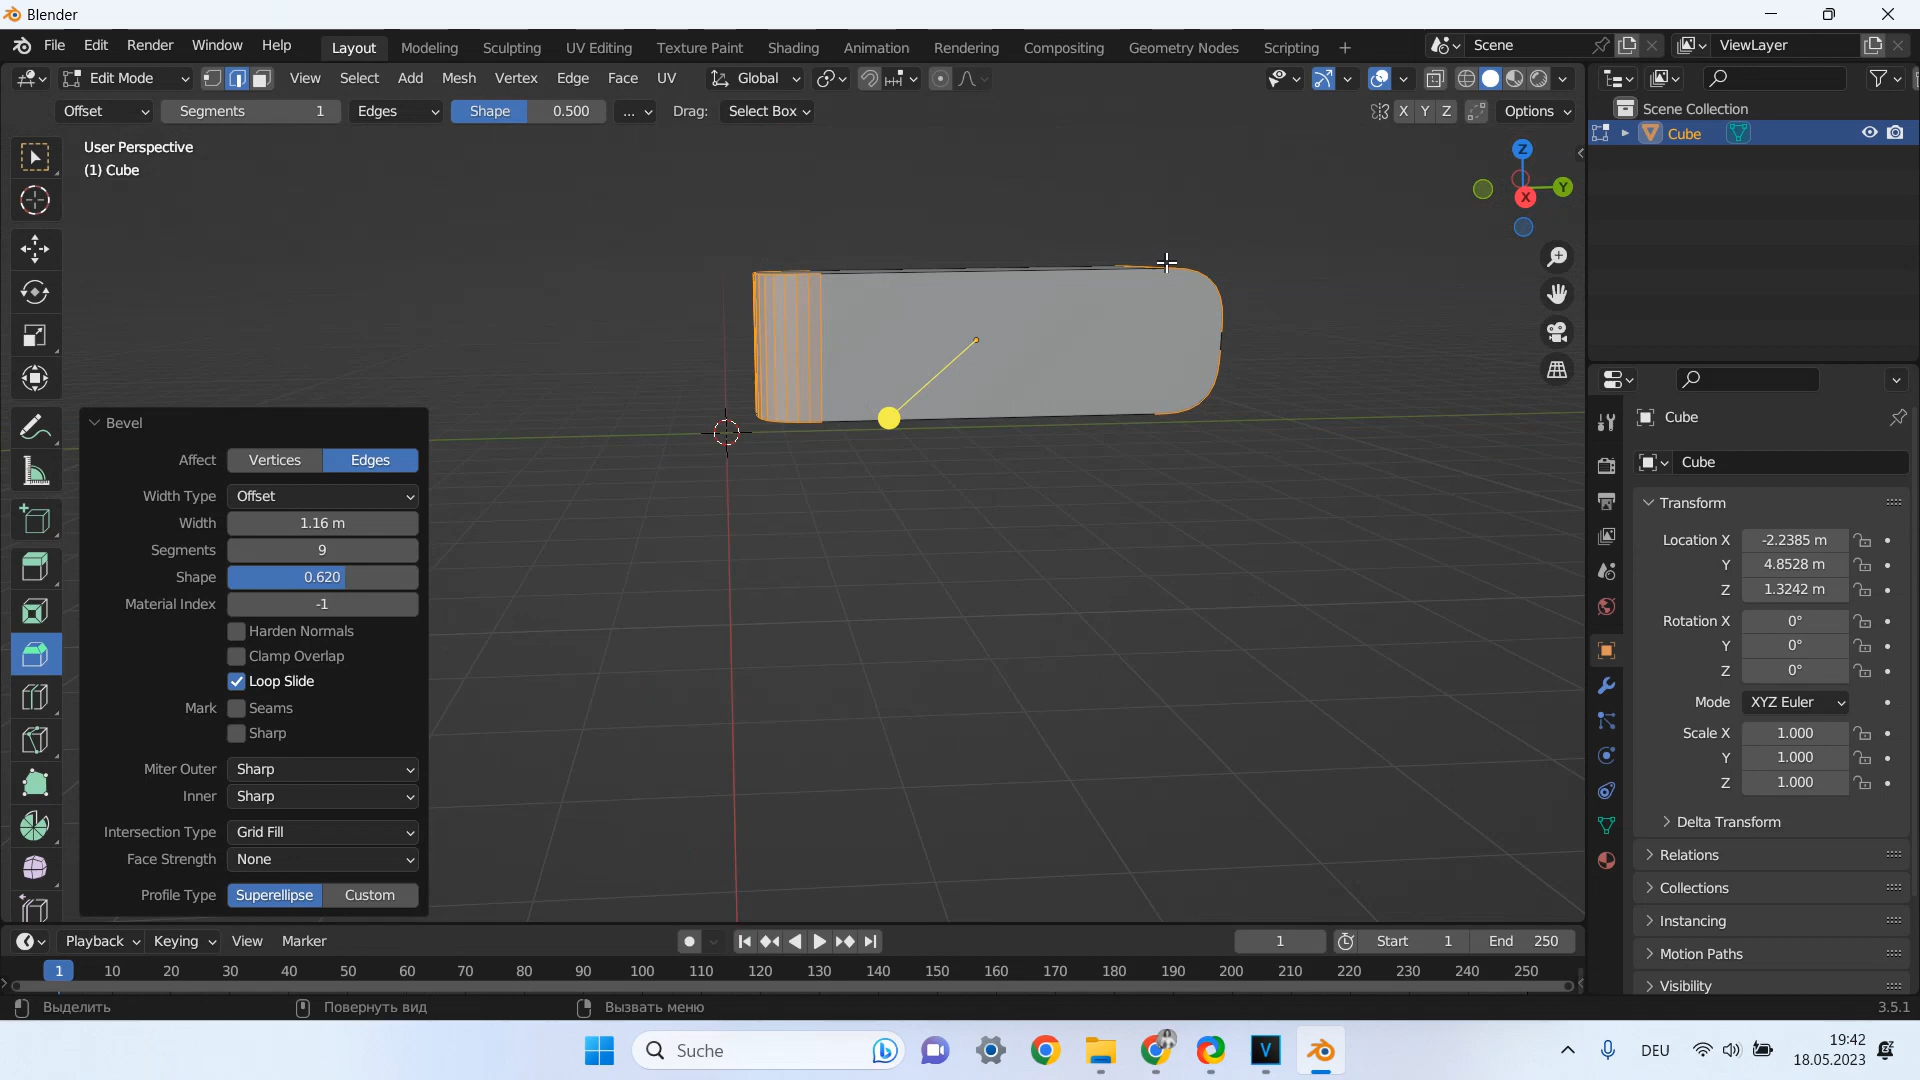 Blender
File Edit Render Window Help Layout Modeling Sculpting UV Editing Texture Paint Shading Animation Rendering Compositing Geometry Nodes Scripting + Scene ViewLayer
Edit Mode View Select Add Mesh Vertex Edge Face UV Global
Offset Segments 1 Edges Shape 0.500 ... Drag: Select Box X Y Z Options
Scene Collection
Cube
User Perspective
(1) Cube
Z
Y
X
Bevel
Affect Vertices Edges
Width Type Offset
Width 1.16 m
Segments 9
Shape 0.620
Material Index -1
Harden Normals
Clamp Overlap
Loop Slide
Mark Seams
Sharp
Miter Outer Sharp
Inner Sharp
Intersection Type Grid Fill
Face Strength None
Profile Type Superellipse Custom
Cube
Cube
Transform
Location X -2.2385 m
Y 4.8528 m
Z 1.3242 m
Rotation X 0°
Y 0°
Z 0°
Mode XYZ Euler
Scale X 1.000
Y 1.000
Z 1.000
Delta Transform
Relations
Collections
Instancing
Motion Paths
Visibility
Playback Keying View Marker 1 Start 1 End 250
1 10 20 30 40 50 60 70 80 90 100 110 120 130 140 150 160 170 180 190 200 210 220 230 240 250
Выделить Повернуть вид Вызвать меню 3.5.1
Suche V DEU 19:42
18.05.2023